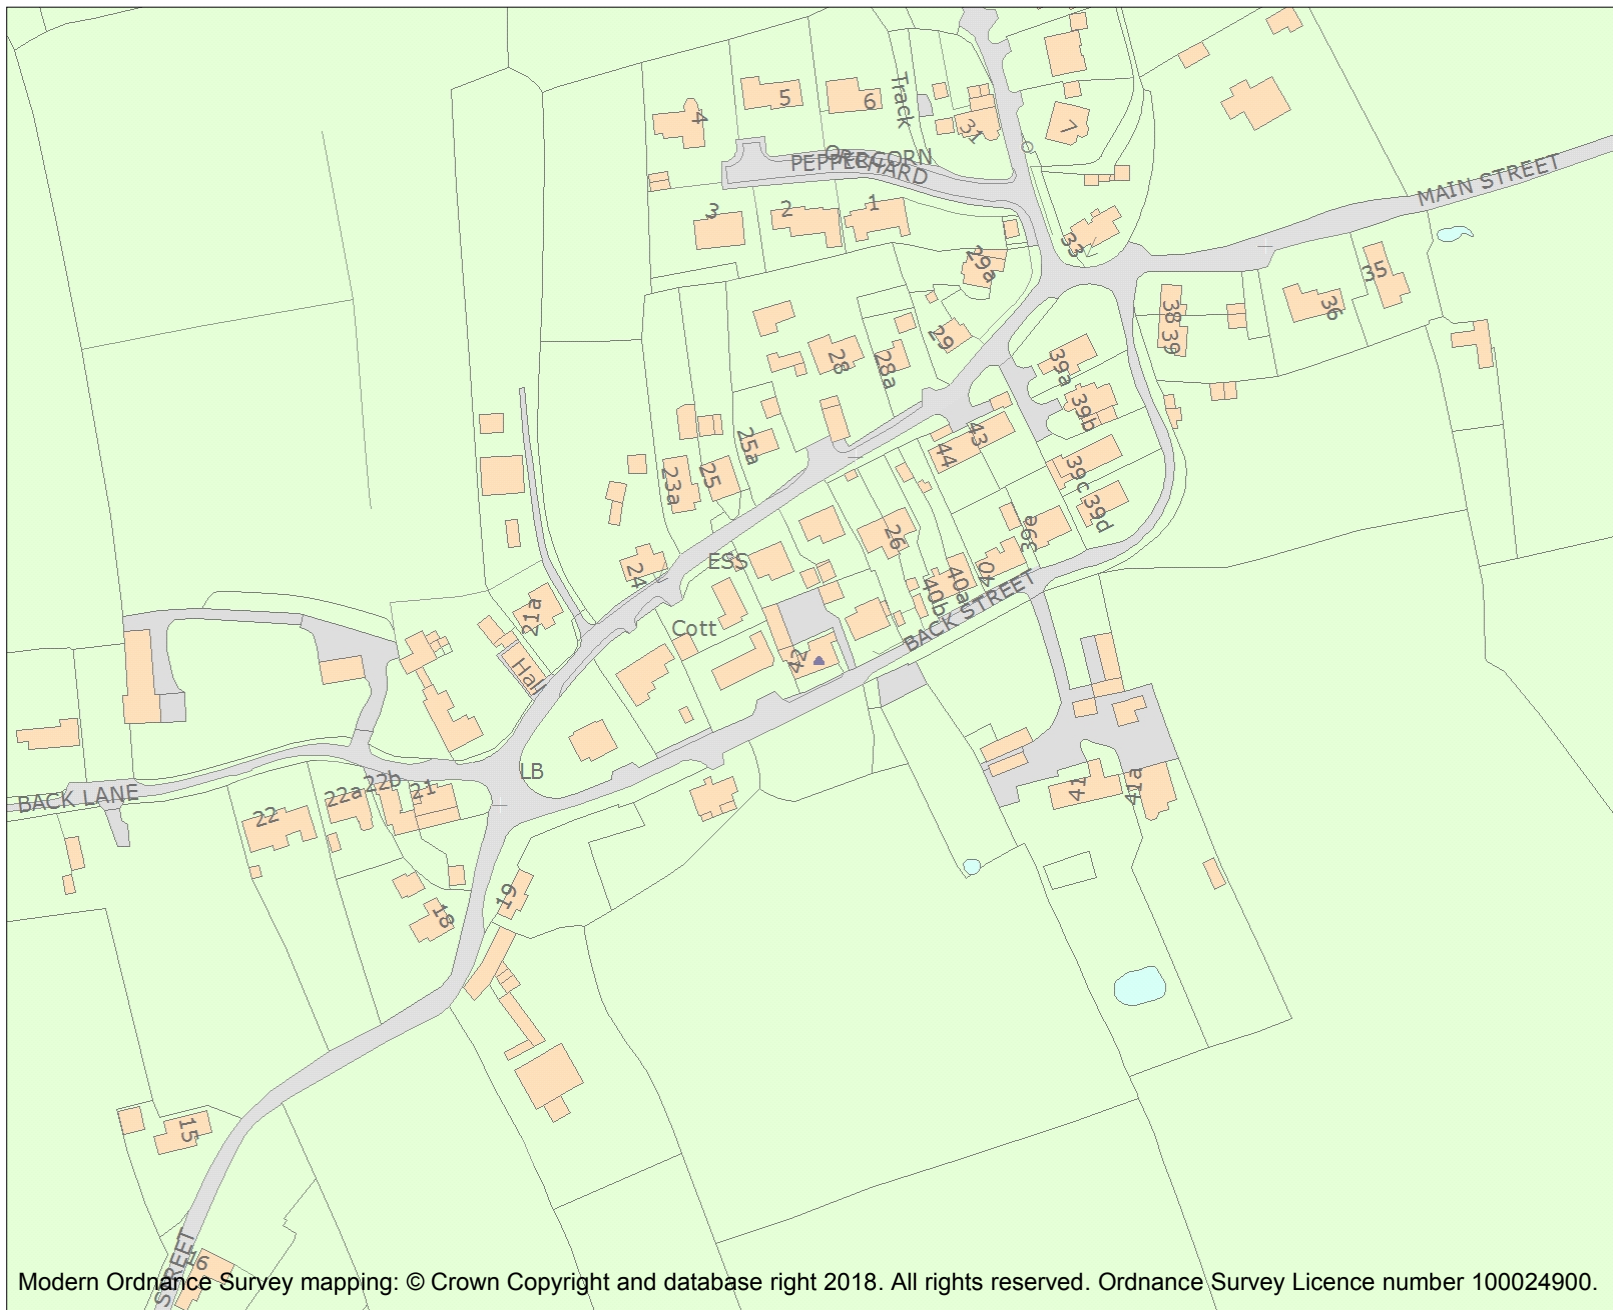 5
6
Track
4
31
7
PEPPERCORN
ORCHARD
MAIN STREET
3
2
1
33
29a
35
36
38
39
29
28
28a
39a
39b
43
44
25a
25
23a
39c
39d
39e
26
ESS
24
40
40a
40b
BACK STREET
21a
Cott
42
Hall
LB
BACK LANE
22
22a
22b
21
41
41a
19
18
15
16
STREET
Modern Ordnance Survey mapping: © Crown Copyright and database right 2018. All rights reserved. Ordnance Survey Licence number 100024900.